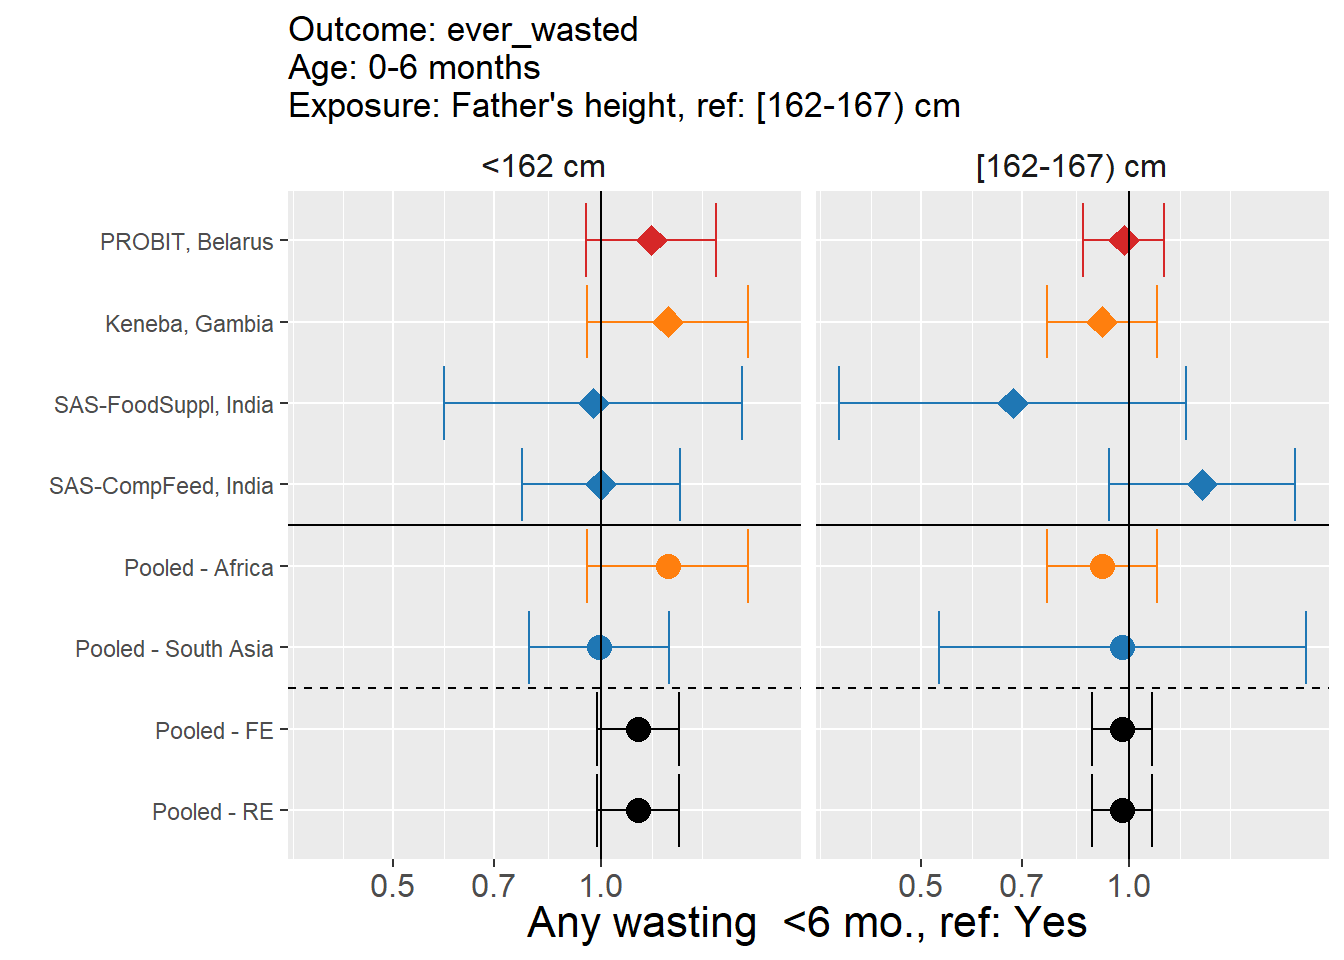 Outcome: ever_wasted
Age: 0-6 months
Exposure: Father's height, ref: [162-167) cm
<162 cm
[162-167) cm
PROBIT, Belarus
Keneba, Gambia
SAS-FoodSuppl, India
SAS-CompFeed, India
Pooled - Africa
Pooled - South Asia
Pooled - FE
Pooled - RE
0.5 0.7 1.0
0.5 0.7 1.0
Any wasting  <6 mo., ref: Yes